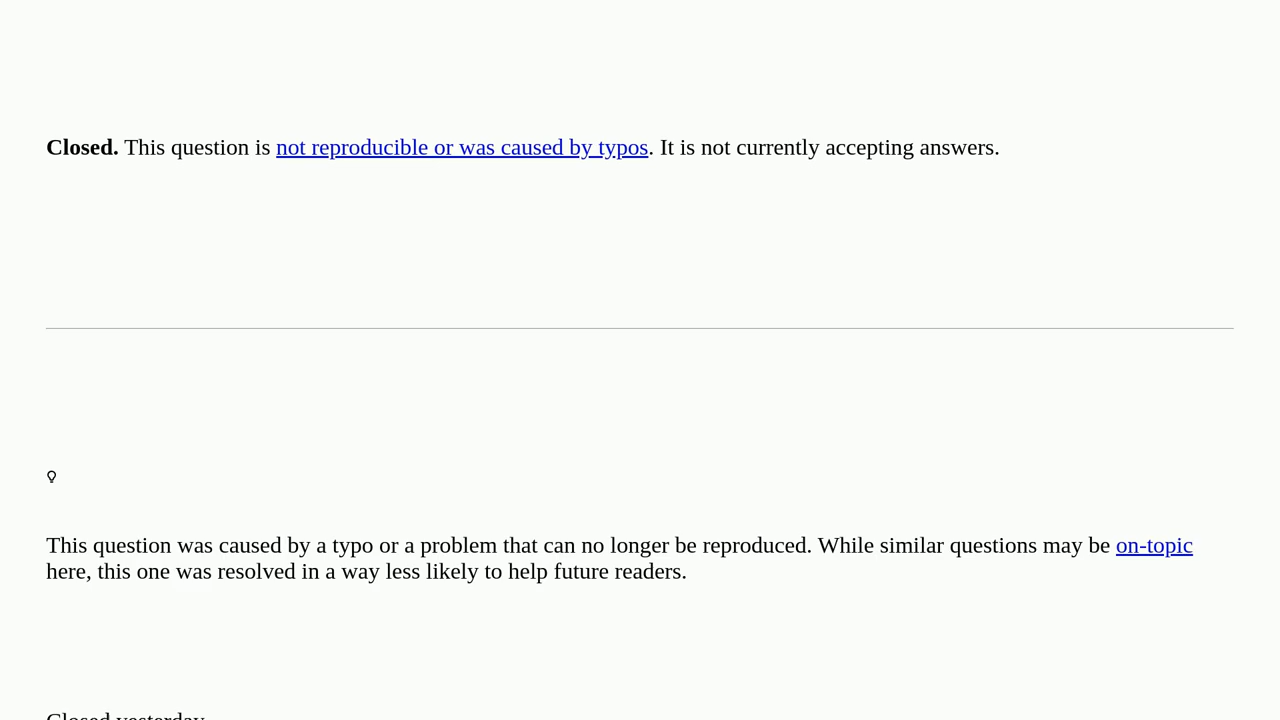 Closed. This question is not reproducible or was caused by typos. It is not currently accepting answers.
This question was caused by a typo or a problem that can no longer be reproduced. While similar questions may be on-topic
here, this one was resolved in a way less likely to help future readers.
Closed yesterday.